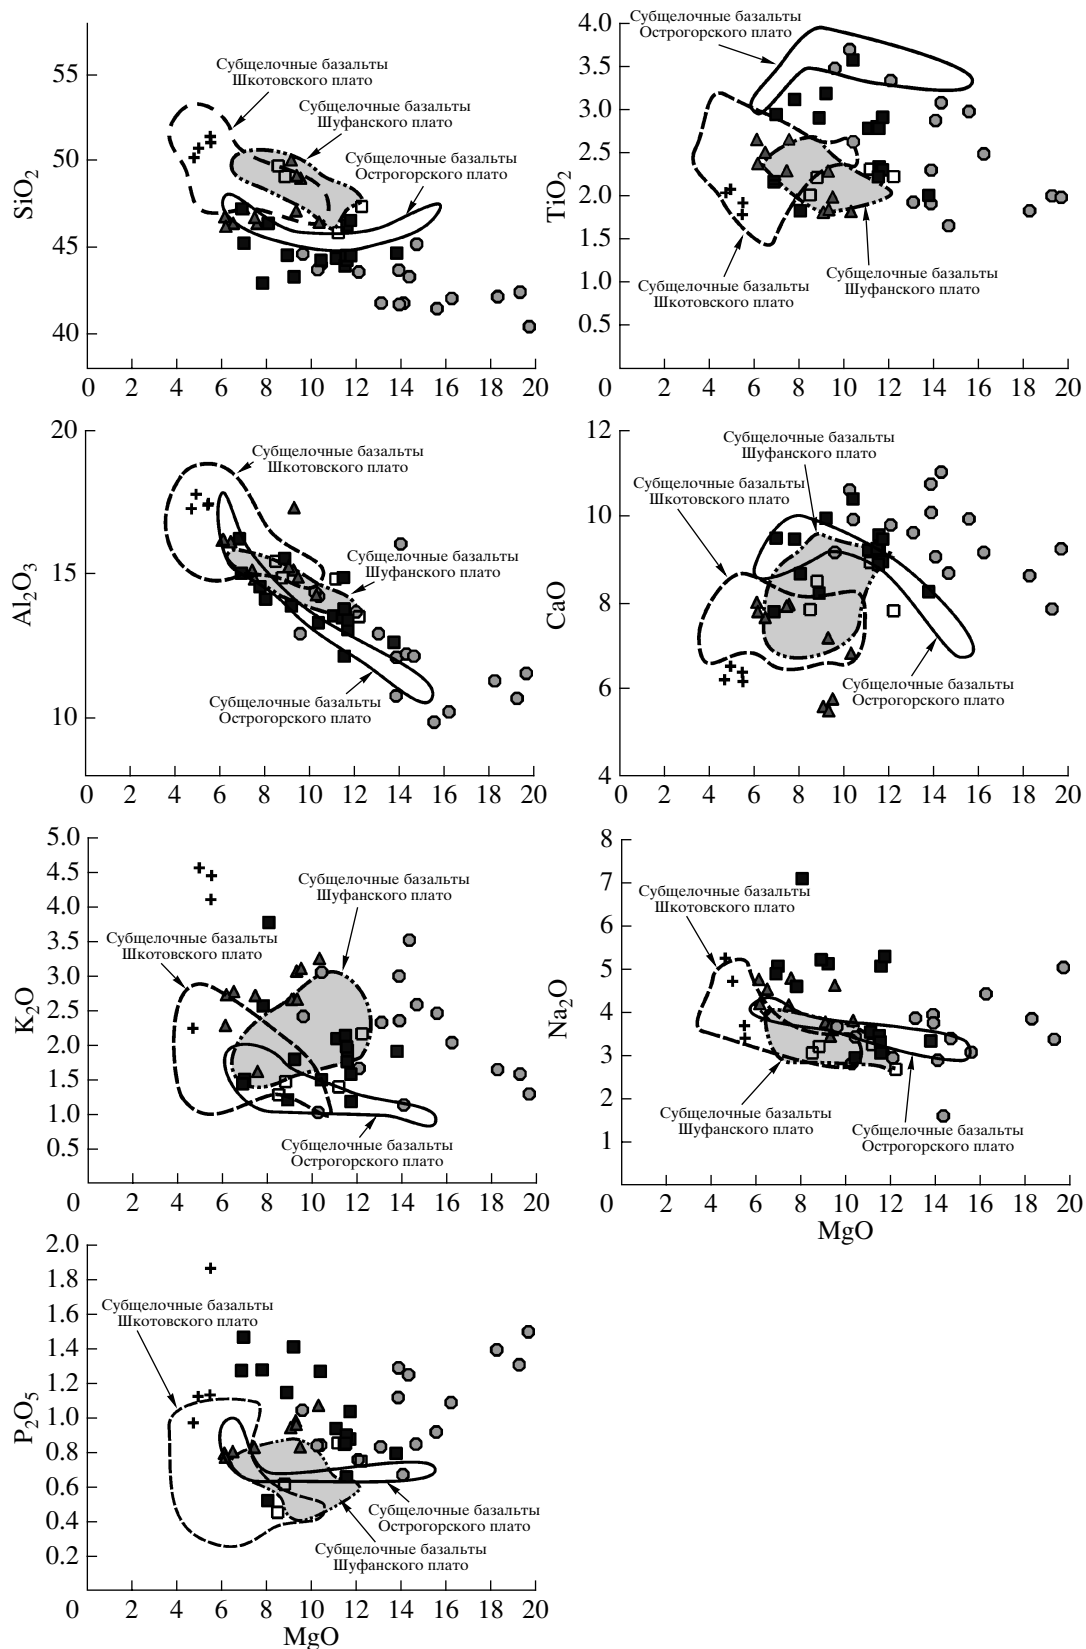 Субщелочные базальты
Шкотовского плато
Субщелочные базальты
Шуфанского плато
Субщелочные базальты
Острогорского плато
SiO2
55
50
45
40
0 2 4 6 8 10 12 14 16 18 20
Субщелочные базальты
Острогорского плато
TiO2
4.0
3.5
3.0
2.5
2.0
1.5
1.0
0.5
Субщелочные базальты
Шуфанского плато
Субщелочные базальты
Шкотовского плато
0 2 4 6 8 10 12 14 16 18 20
Al2O3
20
15
10
Субщелочные базальты
Шкотовского плато
Субщелочные базальты
Шуфанского плато
Субщелочные базальты
Острогорского плато
0 2 4 6 8 10 12 14 16 18 20
CaO
12
10
8
6
4
Субщелочные базальты
Шуфанского плато
Субщелочные базальты
Шкотовского плато
Субщелочные базальты
Острогорского плато
0 2 4 6 8 10 12 14 16 18 20
K2O
5.0
4.5
4.0
3.5
3.0
2.5
2.0
1.5
1.0
0.5
Субщелочные базальты
Шуфанского плато
Субщелочные базальты
Шкотовского плато
Субщелочные базальты
Острогорского плато
0 2 4 6 8 10 12 14 16 18 20
Na2O
8
7
6
5
4
3
2
1
Субщелочные базальты
Шкотовского плато
Субщелочные базальты
Шуфанского плато
Субщелочные базальты
Острогорского плато
0 2 4 6 8 10 12 14 16 18 20
MgO
P2O5
2.0
1.8
1.6
1.4
1.2
1.0
0.8
0.6
0.4
0.2
Субщелочные базальты
Шкотовского плато
Субщелочные базальты
Острогорского плато
Субщелочные базальты
Шуфанского плато
0 2 4 6 8 10 12 14 16 18 20
MgO